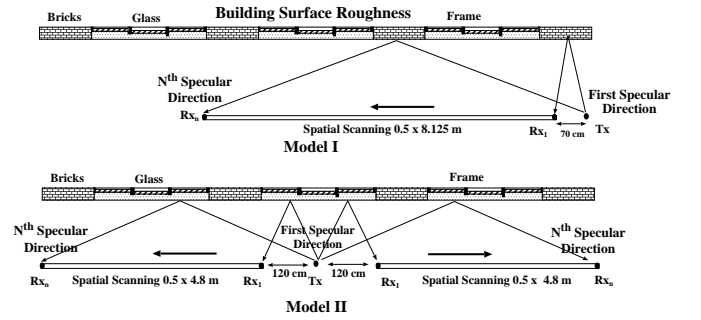 Building Surface Roughness
Bricks Glass Frame
Nth Specular
Direction
First Specular
Direction
Rxn Rx1 70 cm Tx
Spatial Scanning 0.5 x 8.125 m
Model I
Bricks Glass Frame
Nth Specular
Direction
First Specular
Direction
Nth Specular
Direction
120 cm 120 cm
Rxn Spatial Scanning 0.5 x 4.8 m Rx1 Tx Rx1 Spatial Scanning 0.5 x 4.8 m Rxn
Model II